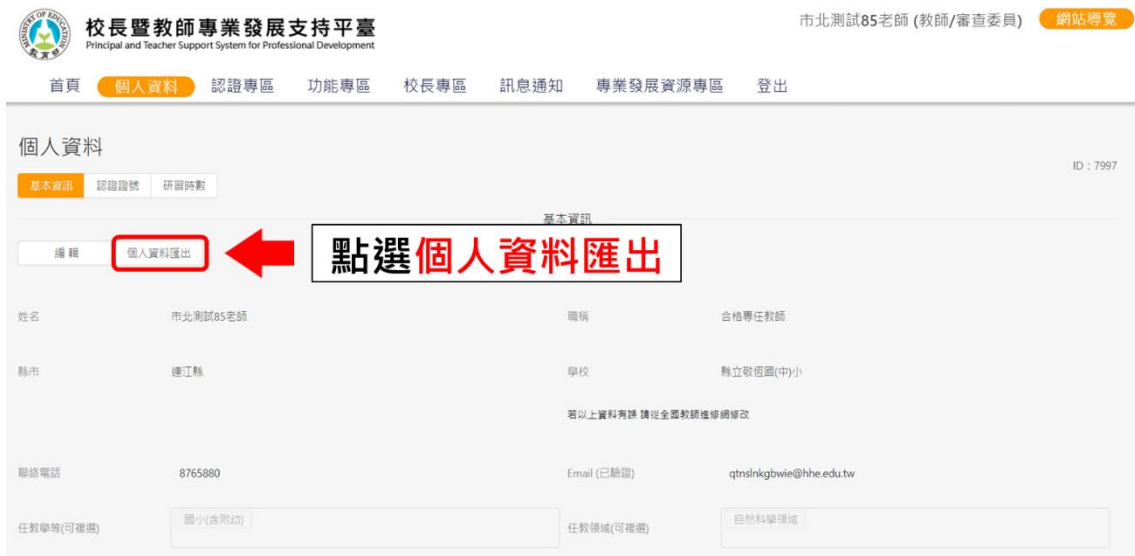 校長暨教師專業發展支持平臺
Principal and Teacher Support System for Professional Development
市北測試85老師 (教師/審查委員)
網站導覽
首頁 個人資料 認證專區 功能專區 校長專區 訊息通知 專業發展資源專區 登出
個人資料
ID：7997
基本資訊 認證證號 研習時數
基本資訊
編 輯 個人資料匯出
點選個人資料匯出
姓名 市北測試85老師 職稱 合格專任教師
縣市 連江縣 學校 縣立敬恆國(中)小
若以上資料有誤 請從全國教師進修網修改
聯絡電話 8765880 Email (已驗證) qtnslnkgbwie@hhe.edu.tw
任教學等(可複選) 國小(含附幼) 任教領域(可複選) 自然科學領域